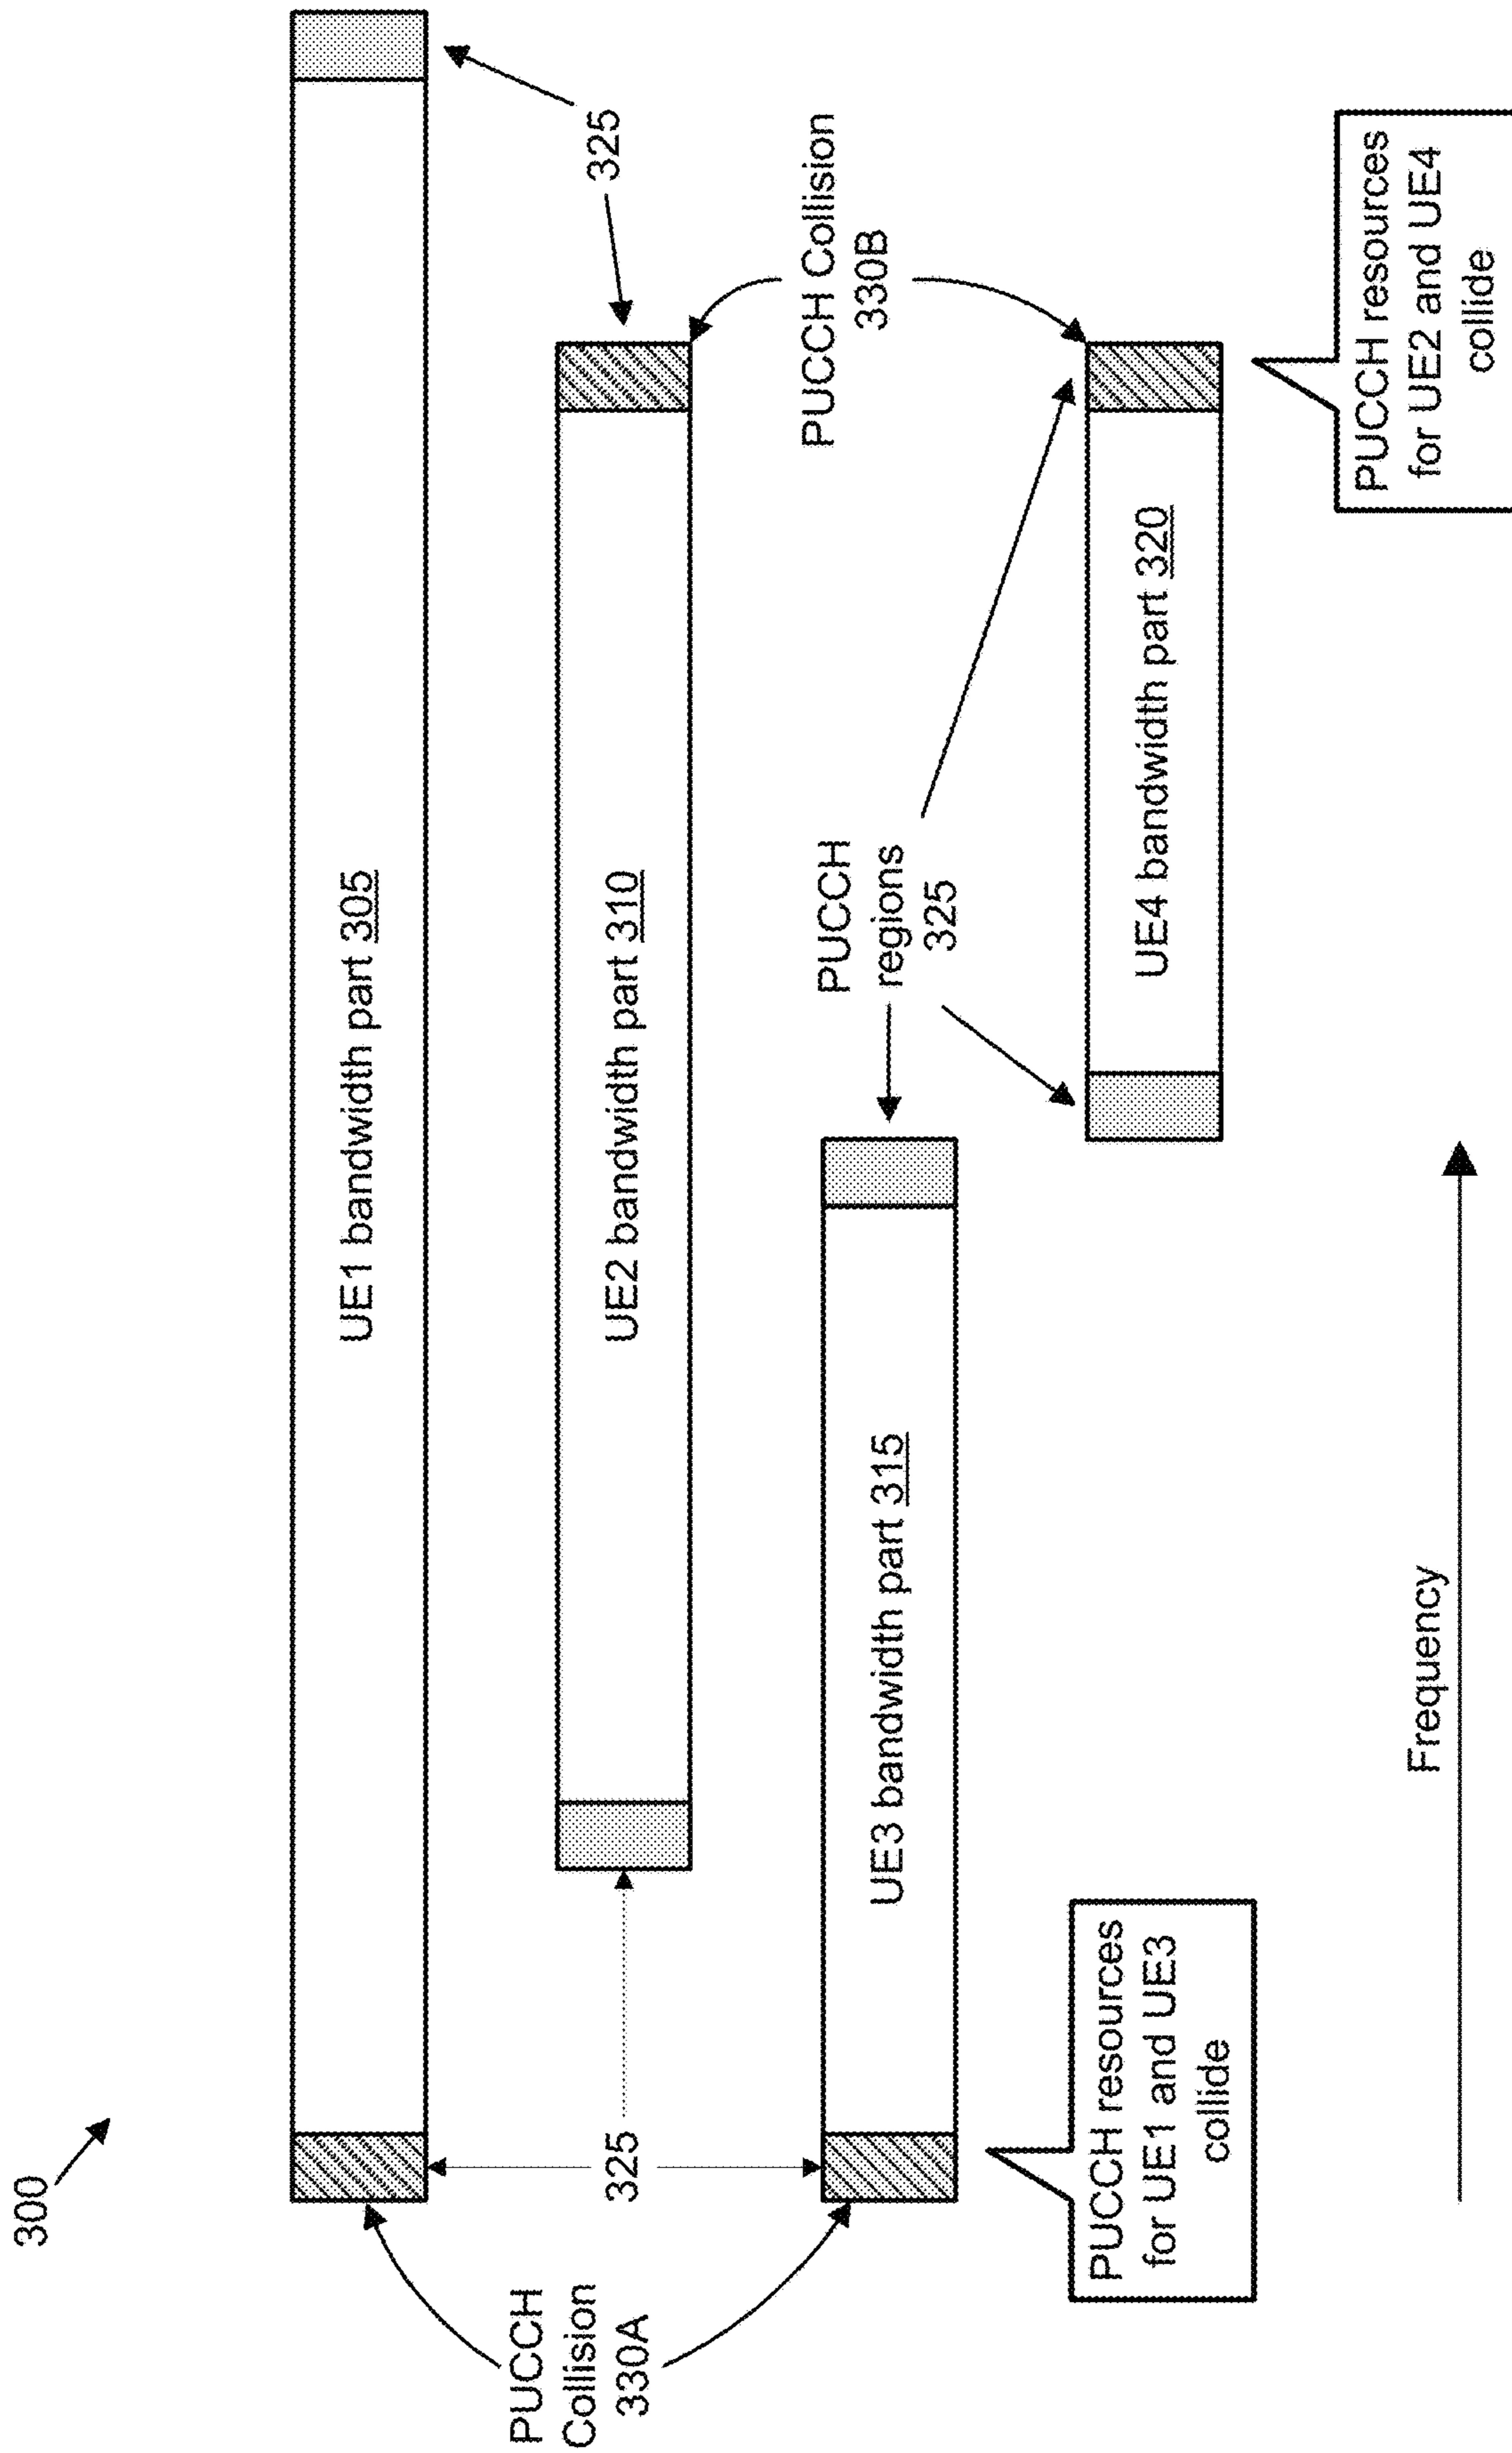 300
UE1 bandwidth part 305
325
UE2 bandwidth part 310
PUCCH
Collision
330A
325
PUCCH Collision
330B
PUCCH
regions
325
UE3 bandwidth part 315
UE4 bandwidth part 320
PUCCH resources
for UE1 and UE3
collide
PUCCH resources
for UE2 and UE4
collide
Frequency